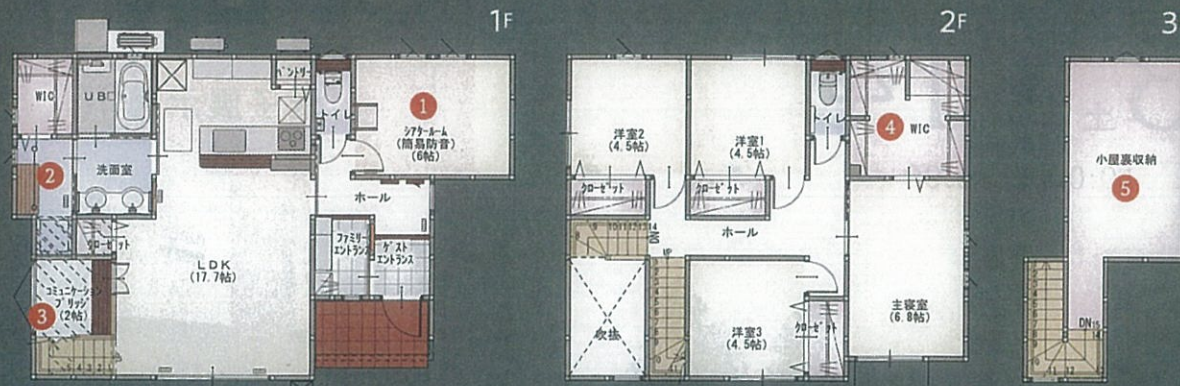 1F
WIC
UB
パントリー
トイレ
1
シアタールーム
(簡易防音)
(6帖)
2
洗面室
ホール
クローゼット
LDK
(17.7帖)
ファミリー
エントランス
ゲスト
エントランス
コミュニケーション
ブリッジ
(2帖)
3
2F
洋室2
(4.5帖)
洋室1
(4.5帖)
トイレ
4
WIC
クローゼット
クローゼット
ホール
DN
UP
吹抜
洋室3
(4.5帖)
クローゼット
主寝室
(6.8帖)
3
小屋裏収納
5
DN